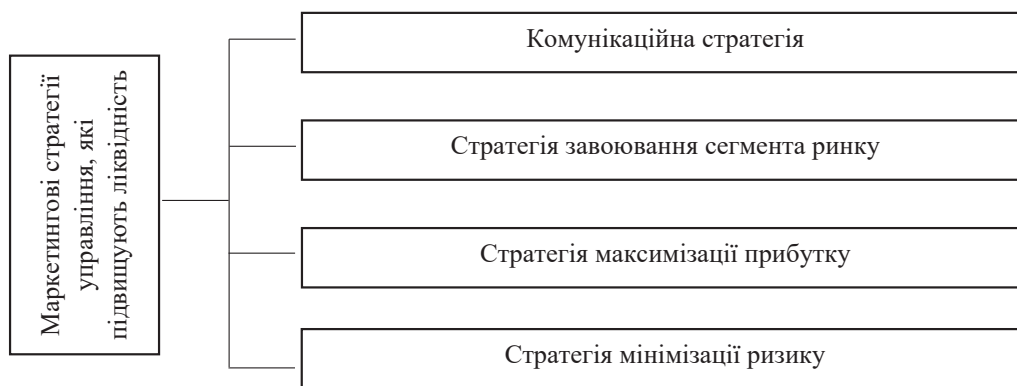 Маркетингові стратегії
управління, які
підвищують ліквідність
Комунікаційна стратегія
Стратегія завоювання сегмента ринку
Стратегія максимізації прибутку
Стратегія мінімізації ризику